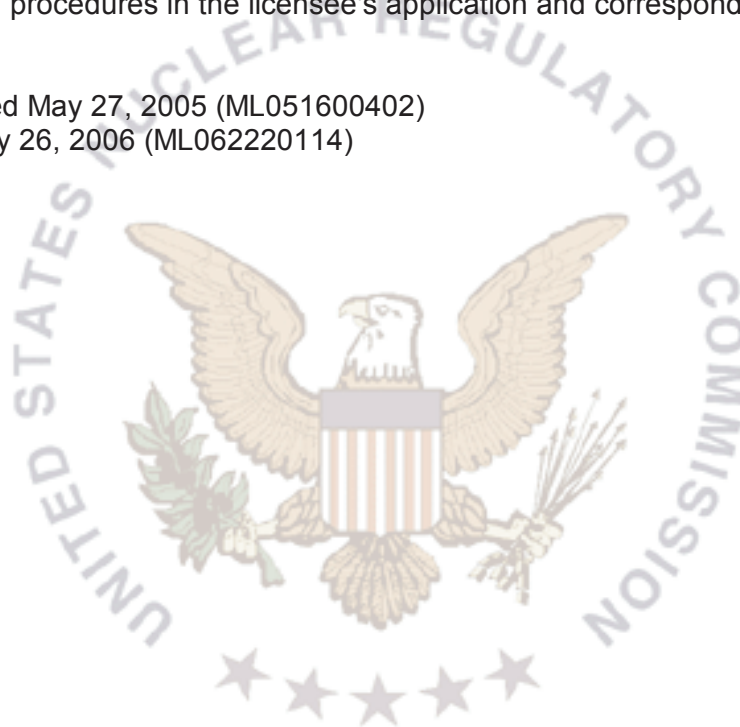 procedures in the licensee's application and correspond
ed May 27, 2005 (ML051600402)
y 26, 2006 (ML062220114)
UNITED STATES NUCLEAR REGULATORY COMMISSION